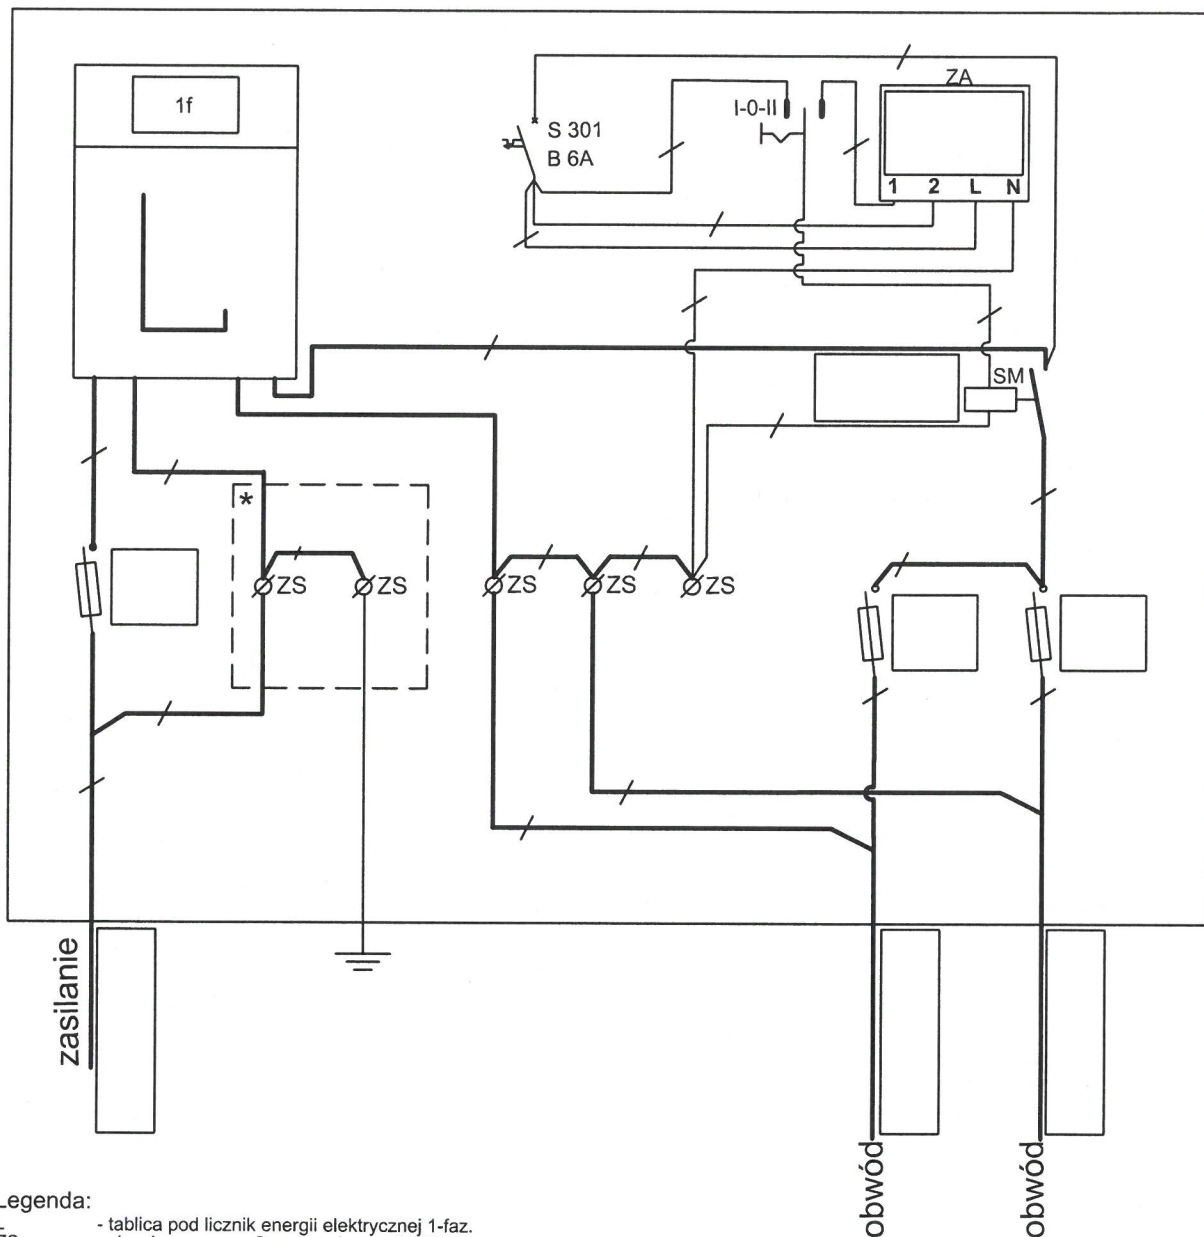 1f
ZA
I-0-II
S 301
B 6A
1 2 L N
SM
*
ZS
ZS
ZS
ZS
ZS
zasilanie
obwód
obwód
Legenda:
- tablica pod licznik energii elektrycznej 1-faz.